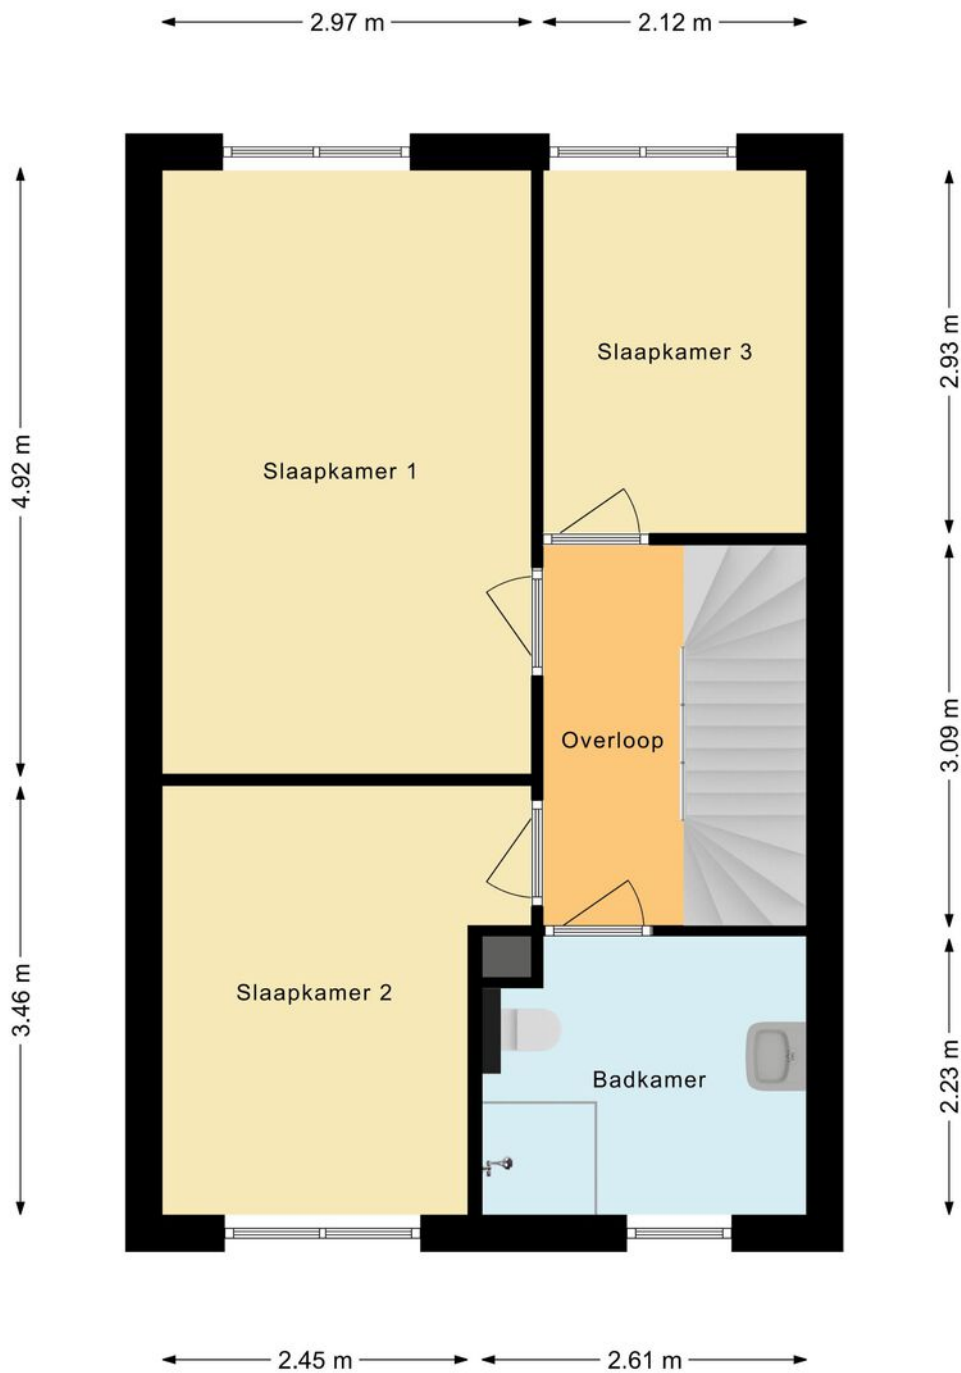 2.97 m
2.12 m
Slaapkamer 3
2.93 m
Slaapkamer 1
4.92 m
Overloop
3.09 m
Slaapkamer 2
3.46 m
Badkamer
2.23 m
2.45 m
2.61 m